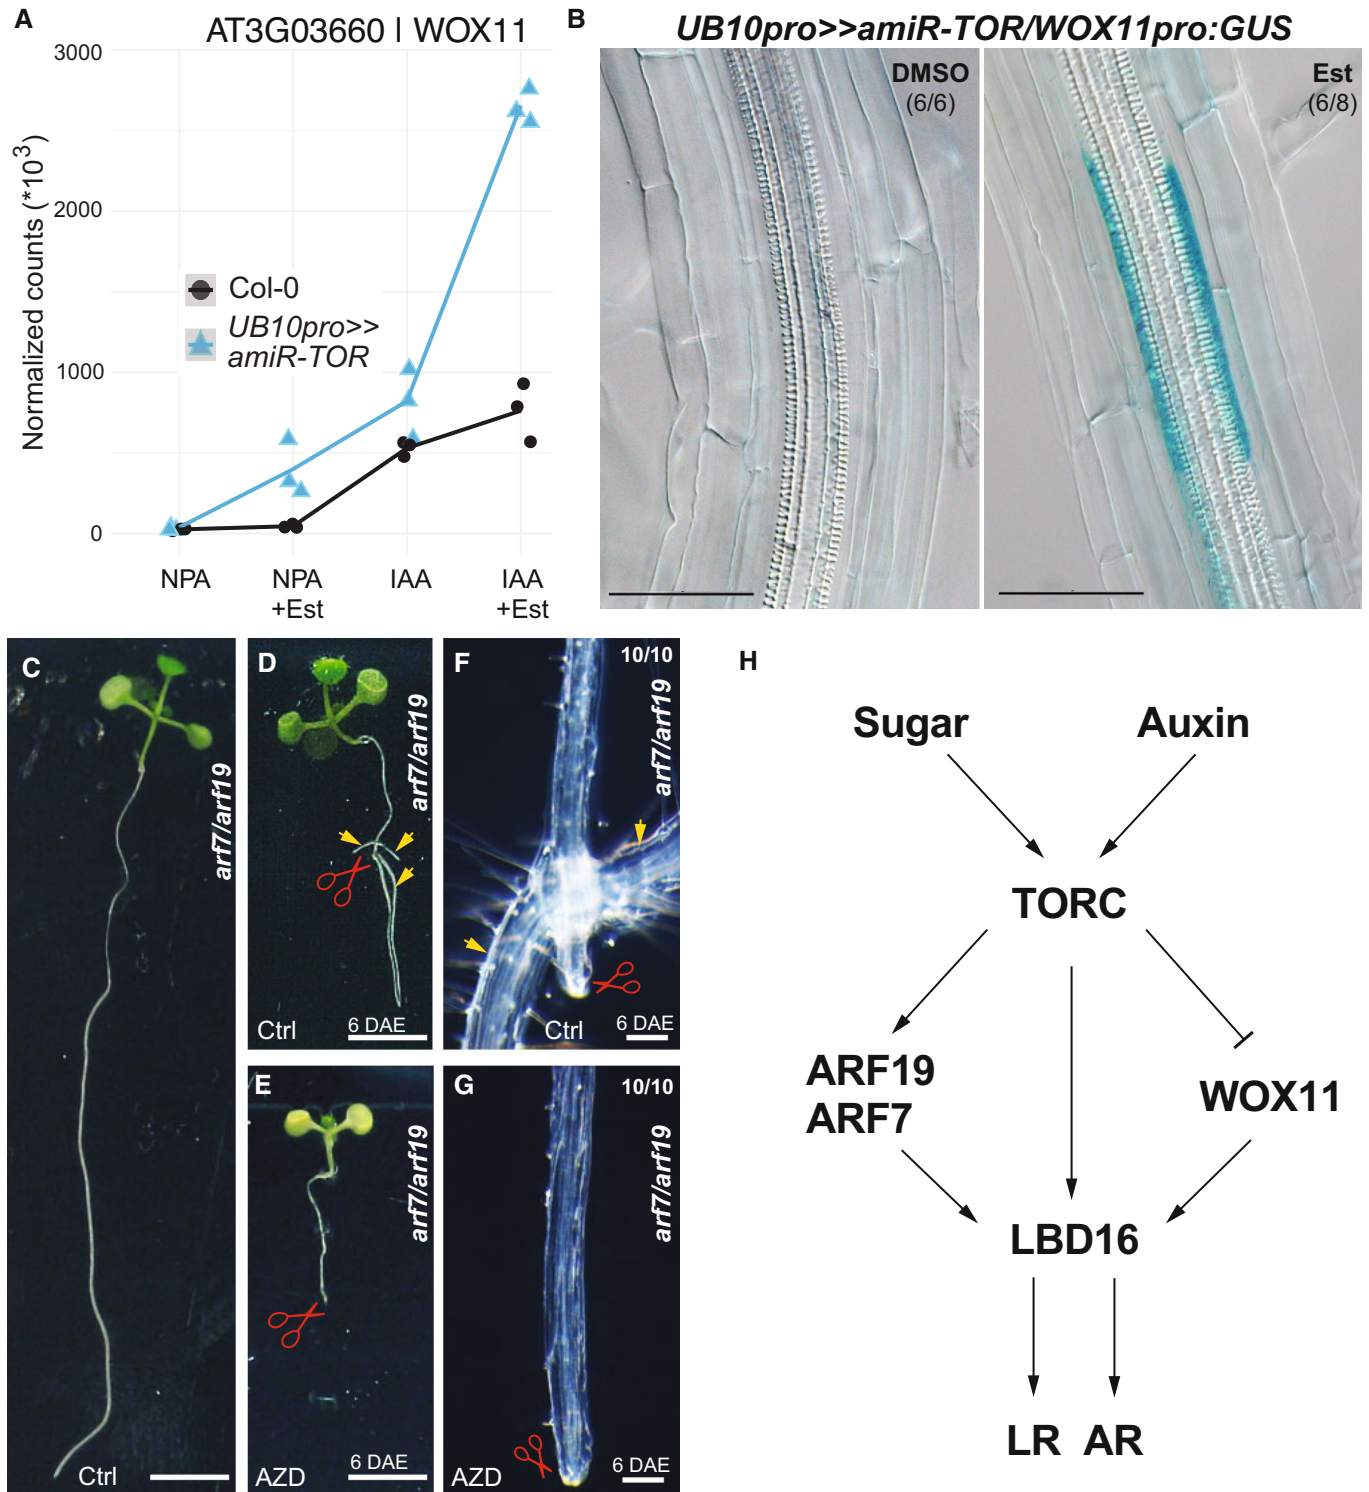 A
AT3G03660 | WOX11
Normalized counts (*10³)
3000
2000
1000
0
Col-0
UB10pro>>
amiR-TOR
NPA
NPA
+Est
IAA
IAA
+Est
B
UB10pro>>amiR-TOR/WOX11pro:GUS
DMSO
(6/6)
Est
(6/8)
C
arf7/arf19
Ctrl
D
arf7/arf19
Ctrl
6 DAE
E
arf7/arf19
AZD
6 DAE
F
10/10
arf7/arf19
Ctrl
6 DAE
G
10/10
arf7/arf19
AZD
6 DAE
H
Sugar
Auxin
TORC
ARF19
ARF7
WOX11
LBD16
LR
AR